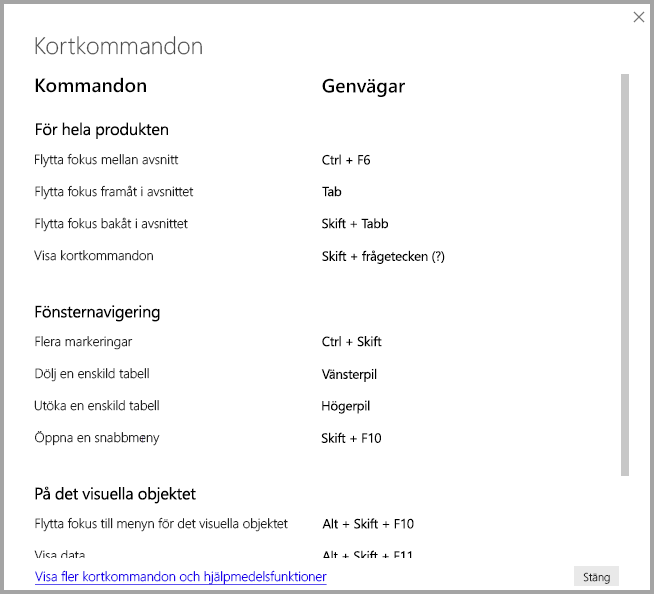 Kortkommandon
Kommandon Genvägar
För hela produkten
Flytta fokus mellan avsnitt Ctrl + F6
Flytta fokus framåt i avsnittet Tab
Flytta fokus bakåt i avsnittet Skift + Tabb
Visa kortkommandon Skift + frågetecken (?)
Fönsternavigering
Flera markeringar Ctrl + Skift
Dölj en enskild tabell Vänsterpil
Utöka en enskild tabell Högerpil
Öppna en snabbmeny Skift + F10
På det visuella objektet
Flytta fokus till menyn för det visuella objektet Alt + Skift + F10
Visa data Alt + Skift + F11
Visa fler kortkommandon och hjälpmedelsfunktioner Stäng